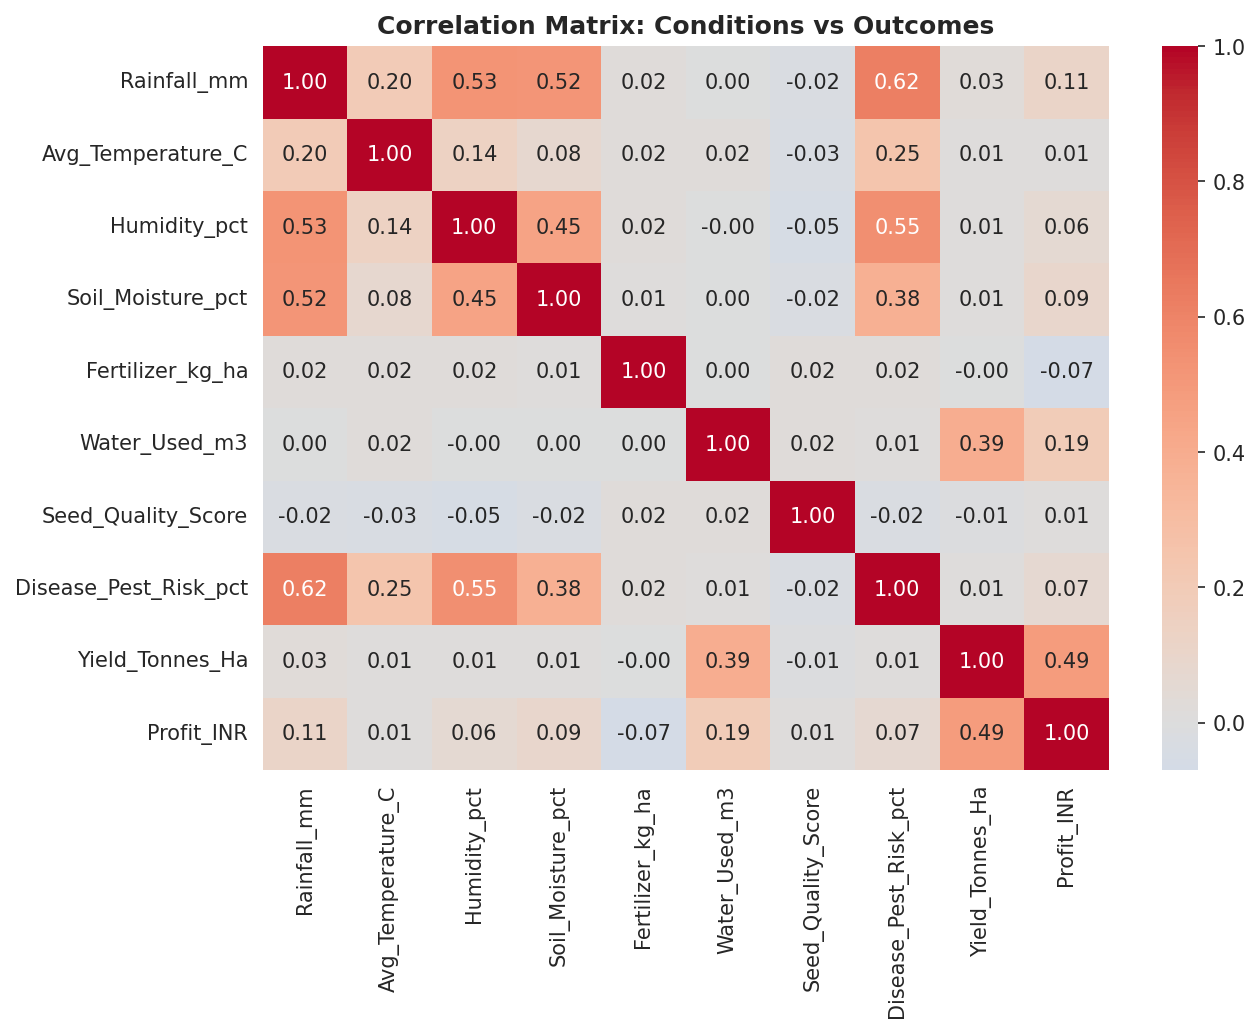 Correlation Matrix: Conditions vs Outcomes
Rainfall_mm 1.00 0.20 0.53 0.52 0.02 0.00 -0.02 0.62 0.03 0.11
Avg_Temperature_C 0.20 1.00 0.14 0.08 0.02 0.02 -0.03 0.25 0.01 0.01
Humidity_pct 0.53 0.14 1.00 0.45 0.02 -0.00 -0.05 0.55 0.01 0.06
Soil_Moisture_pct 0.52 0.08 0.45 1.00 0.01 0.00 -0.02 0.38 0.01 0.09
Fertilizer_kg_ha 0.02 0.02 0.02 0.01 1.00 0.00 0.02 0.02 -0.00 -0.07
Water_Used_m3 0.00 0.02 -0.00 0.00 0.00 1.00 0.02 0.01 0.39 0.19
Seed_Quality_Score -0.02 -0.03 -0.05 -0.02 0.02 0.02 1.00 -0.02 -0.01 0.01
Disease_Pest_Risk_pct 0.62 0.25 0.55 0.38 0.02 0.01 -0.02 1.00 0.01 0.07
Yield_Tonnes_Ha 0.03 0.01 0.01 0.01 -0.00 0.39 -0.01 0.01 1.00 0.49
Profit_INR 0.11 0.01 0.06 0.09 -0.07 0.19 0.01 0.07 0.49 1.00
Rainfall_mm
Avg_Temperature_C
Humidity_pct
Soil_Moisture_pct
Fertilizer_kg_ha
Water_Used_m3
Seed_Quality_Score
Disease_Pest_Risk_pct
Yield_Tonnes_Ha
Profit_INR
1.0
0.8
0.6
0.4
0.2
0.0